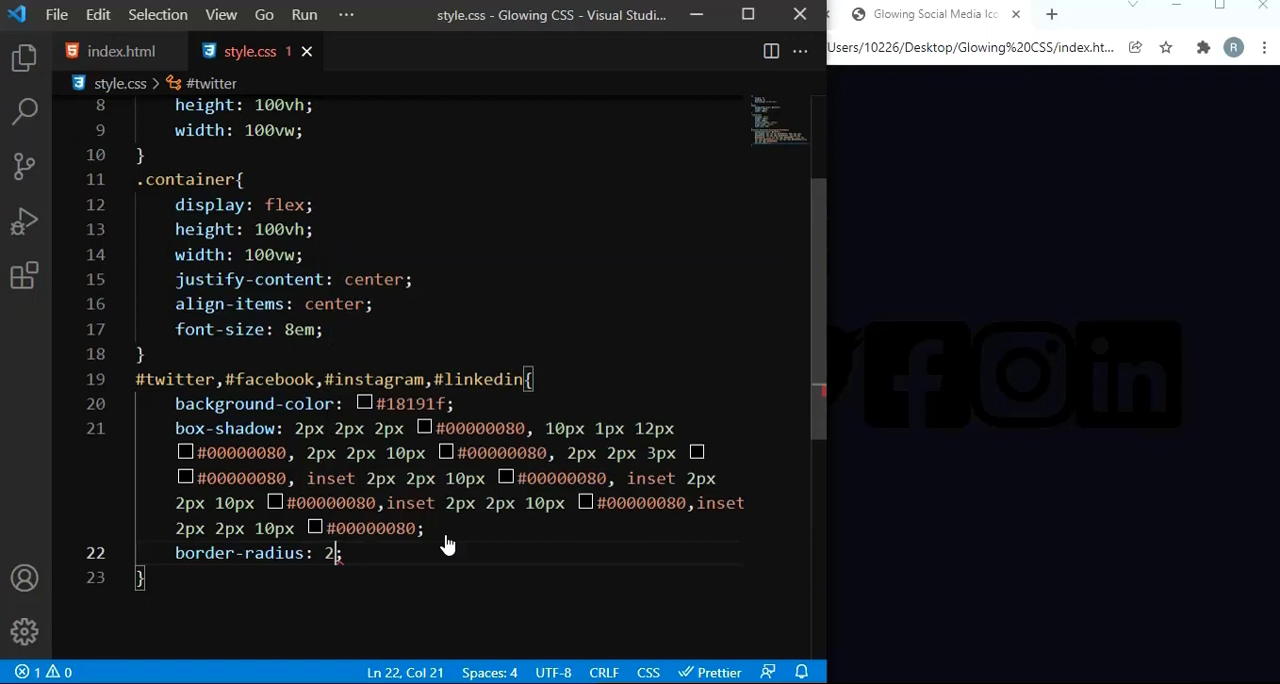 File Edit Selection View Go Run ··· style.css - Glowing CSS - Visual Studi...
Glowing Social Media Ico
index.html style.css 1
Users/10226/Desktop/Glowing%20CSS/index.ht... R
style.css > #twitter
8 height: 100vh;
9 width: 100vw;
10 }
11 .container{
12 display: flex;
13 height: 100vh;
14 width: 100vw;
15 justify-content: center;
16 align-items: center;
17 font-size: 8em;
18 }
19 #twitter,#facebook,#instagram,#linkedin{
20 background-color: #18191f;
21 box-shadow: 2px 2px 2px #00000080, 10px 1px 12px
#00000080, 2px 2px 10px #00000080, 2px 2px 3px
#00000080, inset 2px 2px 10px #00000080, inset 2px
2px 10px #00000080,inset 2px 2px 10px #00000080,inset
2px 2px 10px #00000080;
22 border-radius: 2;
23 }
f in
1 0 Ln 22, Col 21 Spaces: 4 UTF-8 CRLF CSS Prettier